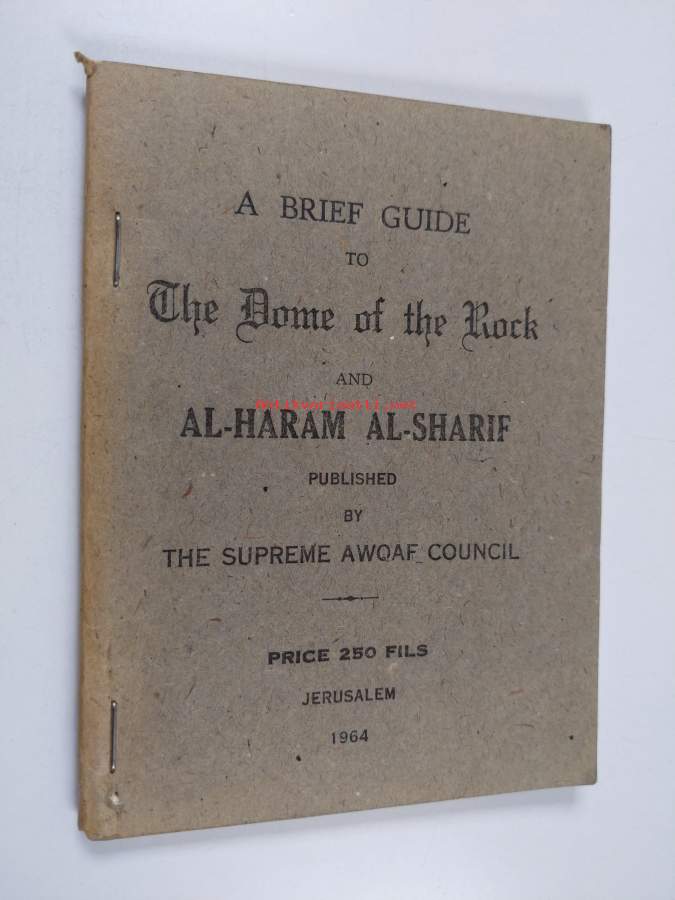 A BRIEF GUIDE
TO
The Dome of the Rock
AND
AL-HARAM AL-SHARIF
PUBLISHED
BY
THE SUPREME AWQAF COUNCIL
PRICE 250 FILS
JERUSALEM
1964